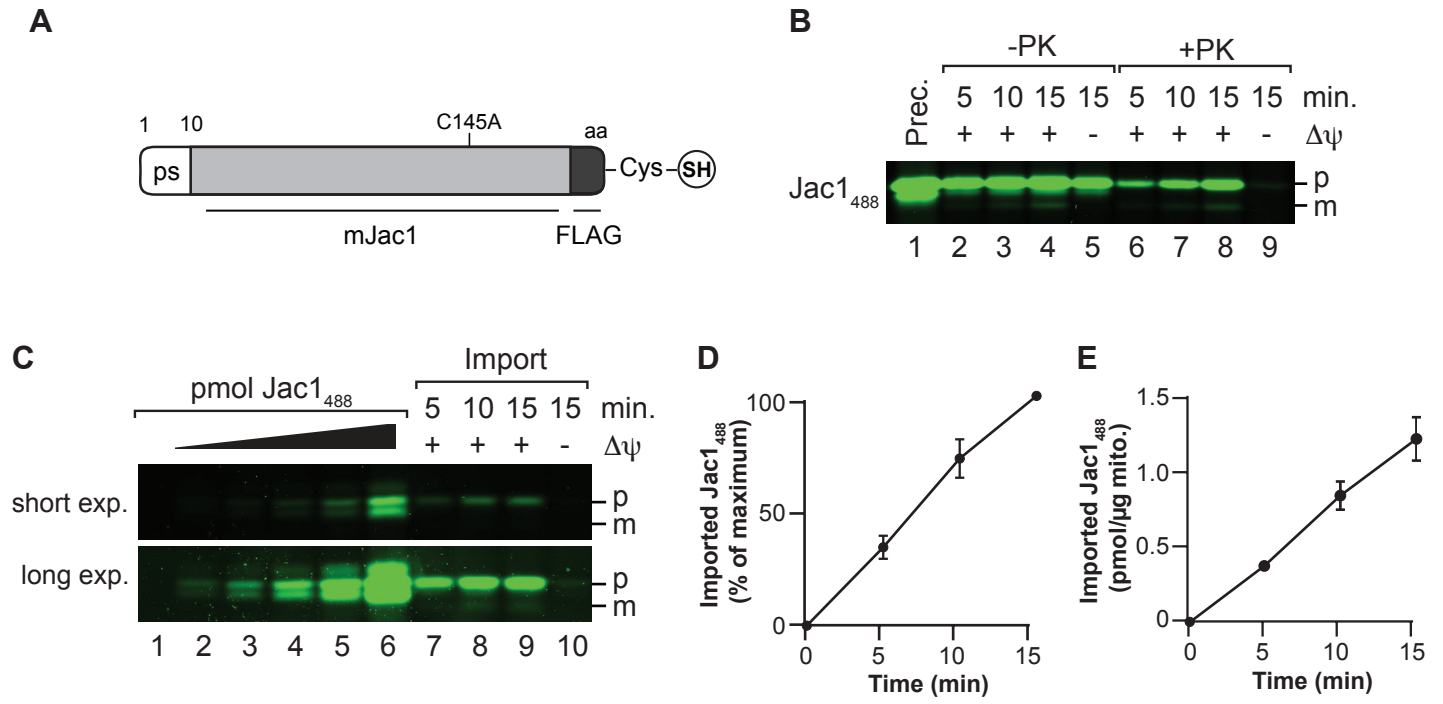 A
1 10 C145A aa
ps Cys SH
mJac1 FLAG
B
-PK +PK
Prec. 5 10 15 15 5 10 15 15 min.
+ + + - + + + - Δψ
Jac1488 p
m
1 2 3 4 5 6 7 8 9
C
Import
pmol Jac1488 5 10 15 15 min.
+ + + - Δψ
short exp. p
m
long exp. p
m
1 2 3 4 5 6 7 8 9 10
D
Imported Jac1488
(% of maximum)
100
50
0
0 5 10 15
Time (min)
E
Imported Jac1488
(pmol/µg mito.)
1.5
1.0
0.5
0
0 5 10 15
Time (min)